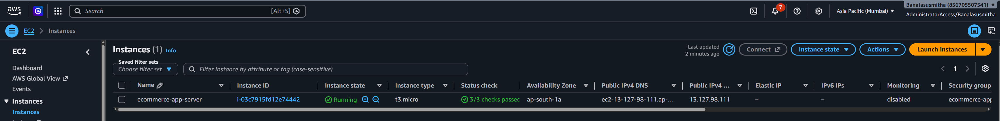 aws
Search [Alt+S]
7
Asia Pacific (Mumbai)
Banalasusmitha (856705507541)
AdministratorAccess/Banalasusmitha
EC2 Instances
EC2
Dashboard
AWS Global View
Events
Instances
Instances
Instances (1) Info
Last updated
2 minutes ago
Connect
Instance state
Actions
Launch instances
Saved filter sets
Choose filter set
Filter Instance by attribute or tag (case-sensitive)
1
Name Instance ID Instance state Instance type Status check Availability Zone Public IPv4 DNS Public IPv4 ... Elastic IP IPv6 IPs Monitoring Security group
ecommerce-app-server i-03c7915fd12e74442 Running t3.micro 3/3 checks passec ap-south-1a ec2-13-127-98-111.ap-... 13.127.98.111 – – disabled ecommerce-app